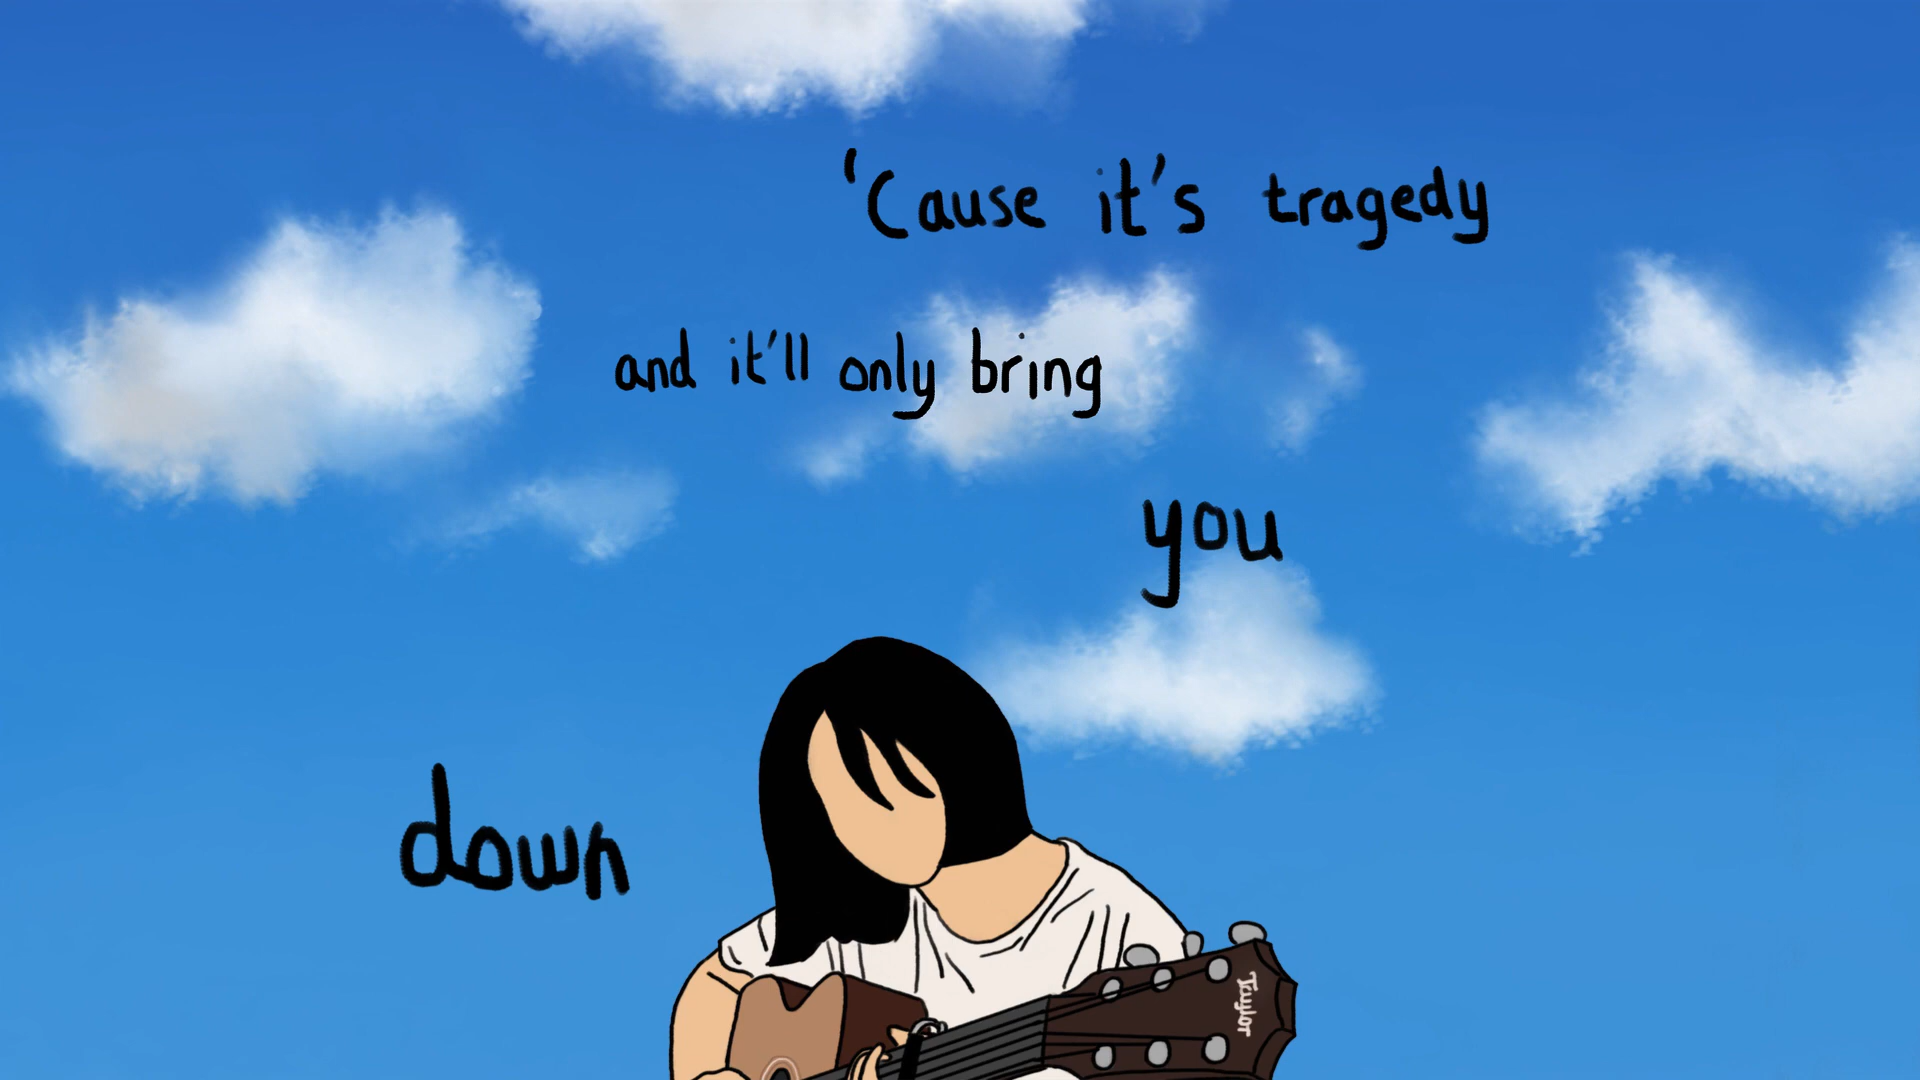 ‘Cause it's tragedy
and it'll only bring
you
down
Taylor